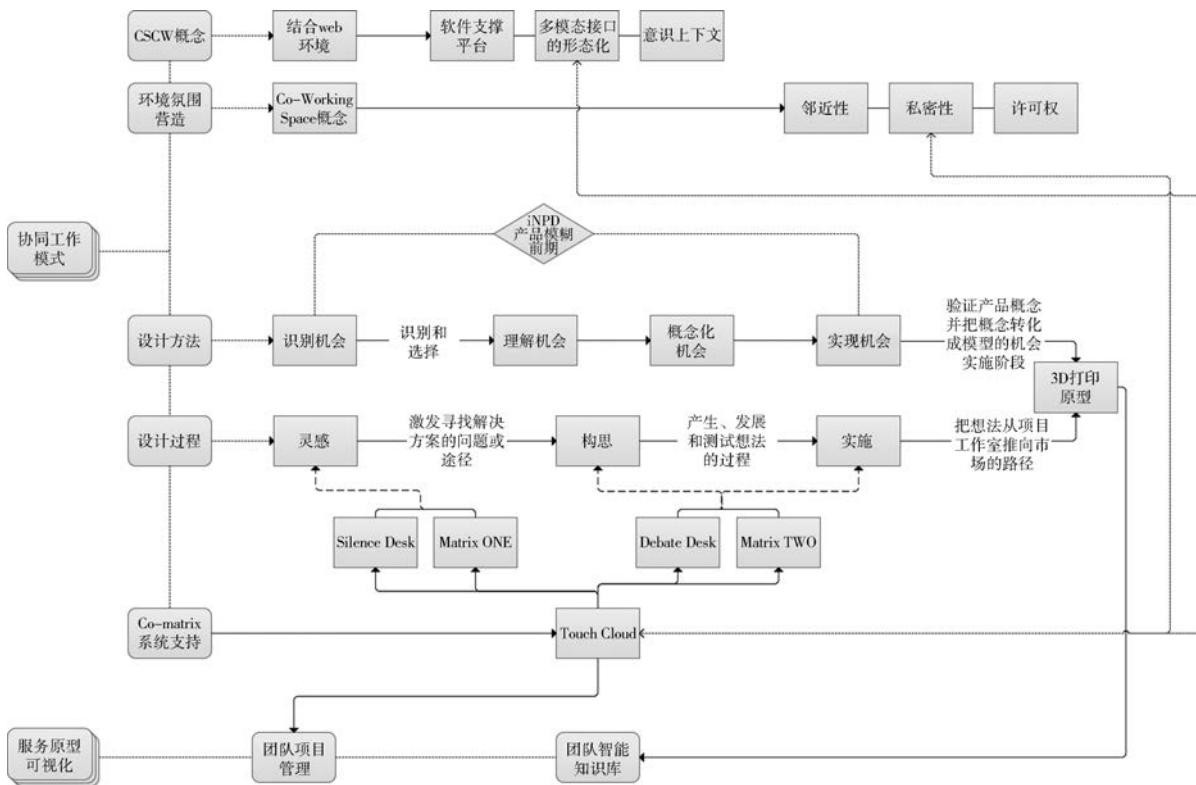 CSCW概念
结合web
环境
软件支撑
平台
多模态接口
的形态化
意识上下文
环境氛围
营造
Co-Working
Space概念
邻近性
私密性
许可权
iNPD
产品模糊
前期
协同工作
模式
设计方法
识别机会
识别和
选择
理解机会
概念化
机会
实现机会
验证产品概念
并把概念转化
成模型的机会
实施阶段
3D打印
原型
设计过程
灵感
激发寻找解决
方案的问题或
途径
构思
产生、发展
和测试想法
的过程
实施
把想法从项目
工作室推向市
场的路径
Silence Desk
Matrix ONE
Debate Desk
Matrix TWO
Co-matrix
系统支持
Touch Cloud
服务原型
可视化
团队项目
管理
团队智能
知识库